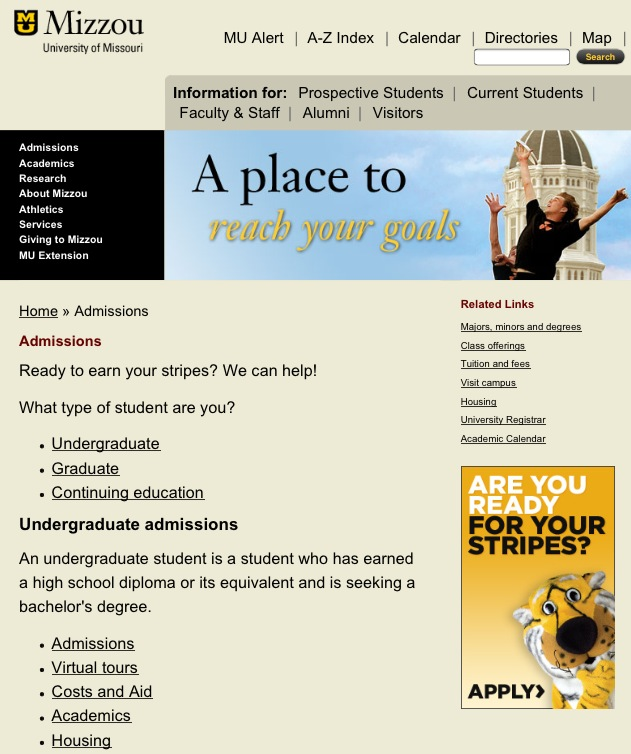 MU Mizzou
University of Missouri
MU Alert | A-Z Index | Calendar | Directories | Map |
Search
Information for: Prospective Students | Current Students |
Faculty & Staff | Alumni | Visitors
Admissions
Academics
Research
About Mizzou
Athletics
Services
Giving to Mizzou
MU Extension
A place to
reach your goals
Home » Admissions
Admissions
Ready to earn your stripes? We can help!
What type of student are you?
• Undergraduate
• Graduate
• Continuing education
Undergraduate admissions
An undergraduate student is a student who has earned
a high school diploma or its equivalent and is seeking a
bachelor's degree.
• Admissions
• Virtual tours
• Costs and Aid
• Academics
• Housing
Related Links
Majors, minors and degrees
Class offerings
Tuition and fees
Visit campus
Housing
University Registrar
Academic Calendar
ARE YOU
READY
FOR YOUR
STRIPES?
APPLY›